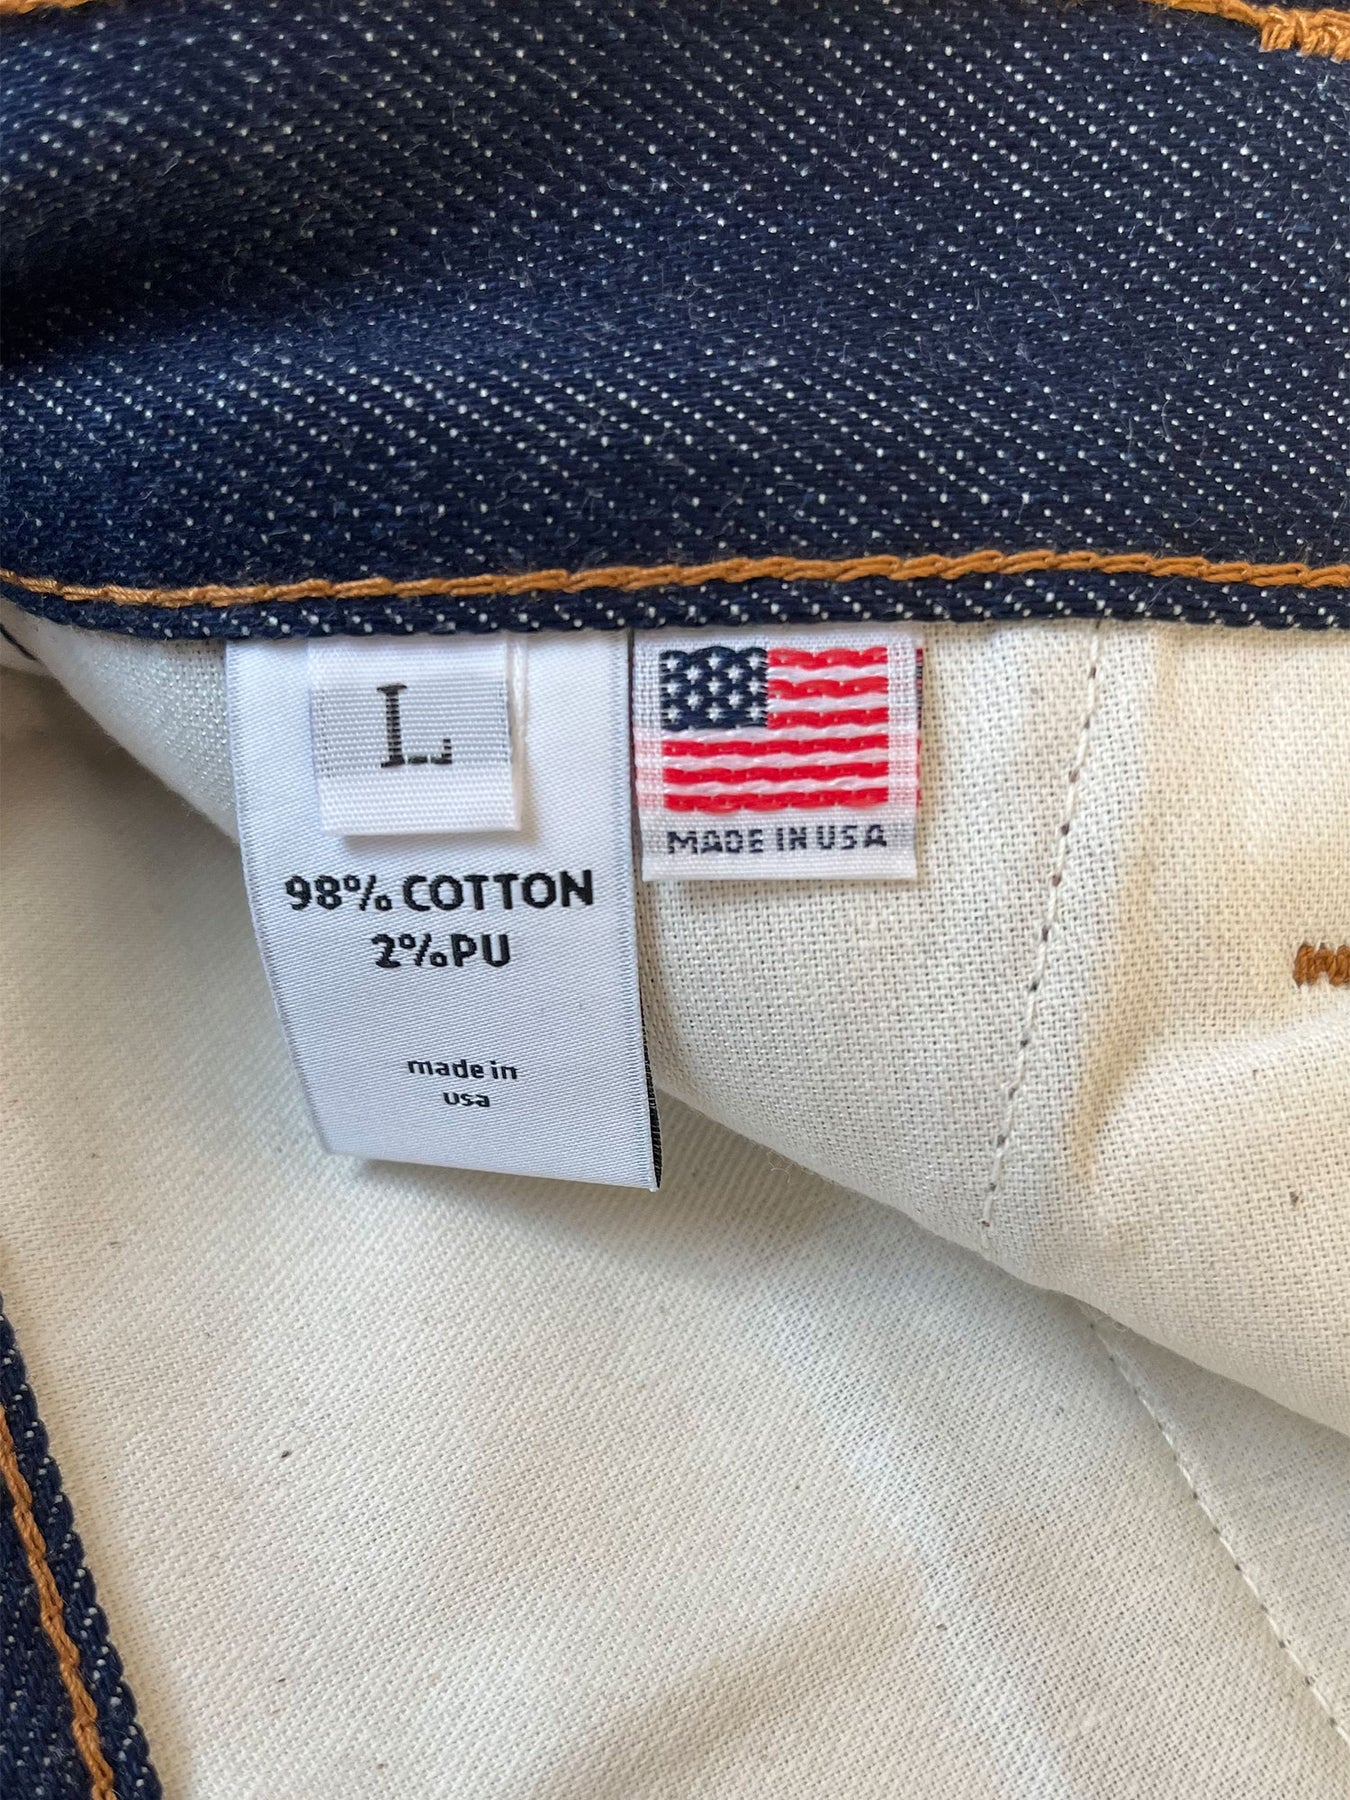 L
98% COTTON
2% PU
made in
usa
MADE IN USA